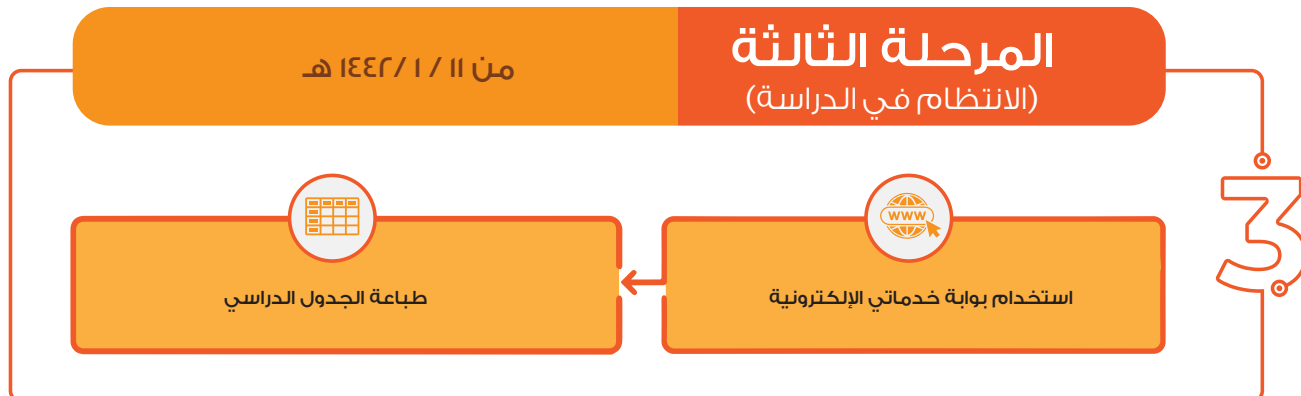 المرحلة الثالثة
(الانتظام في الدراسة)
من ١١ / ١ /١٤٤٢ هـ
3
www
استخدام بوابة خدماتي الإلكترونية
طباعة الجدول الدراسي